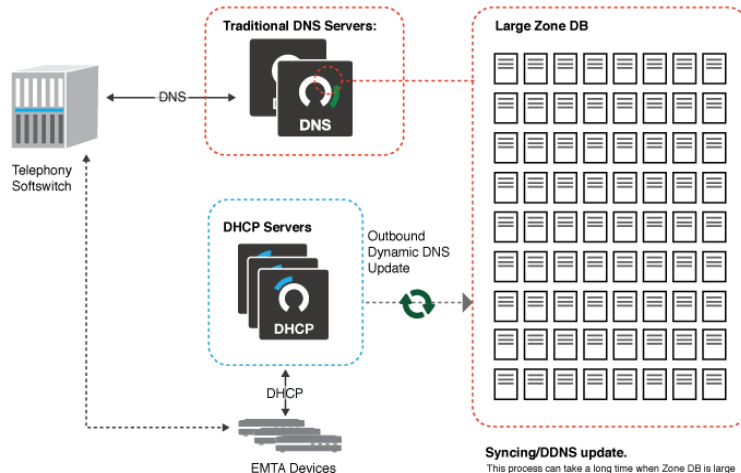 Traditional DNS Servers:
Large Zone DB
DNS
DNS
Telephony
Softswitch
DHCP Servers
Outbound
Dynamic DNS
Update
DHCP
DHCP
EMTA Devices
Syncing/DDNS update.
This process can take a long time when Zone DB is large